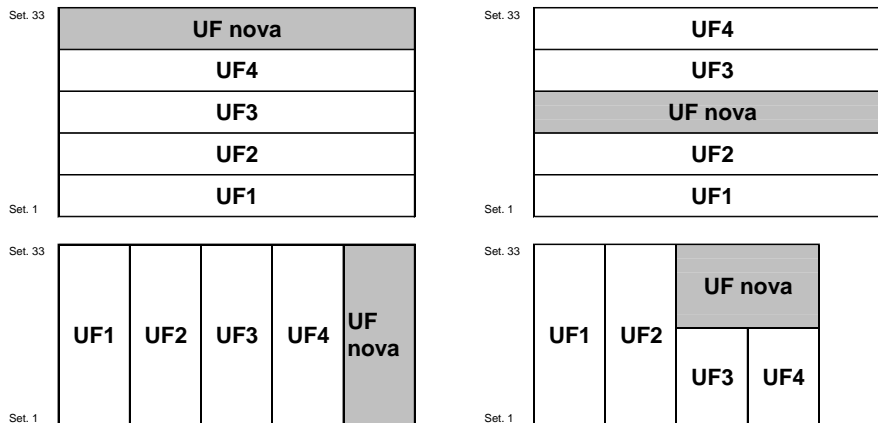 Set. 33
UF nova
UF4
UF3
UF2
UF1
Set. 1
Set. 33
UF4
UF3
UF nova
UF2
UF1
Set. 1
Set. 33
UF1 UF2 UF3 UF4 UF
nova
Set. 1
Set. 33
UF nova
UF1 UF2
UF3 UF4
Set. 1